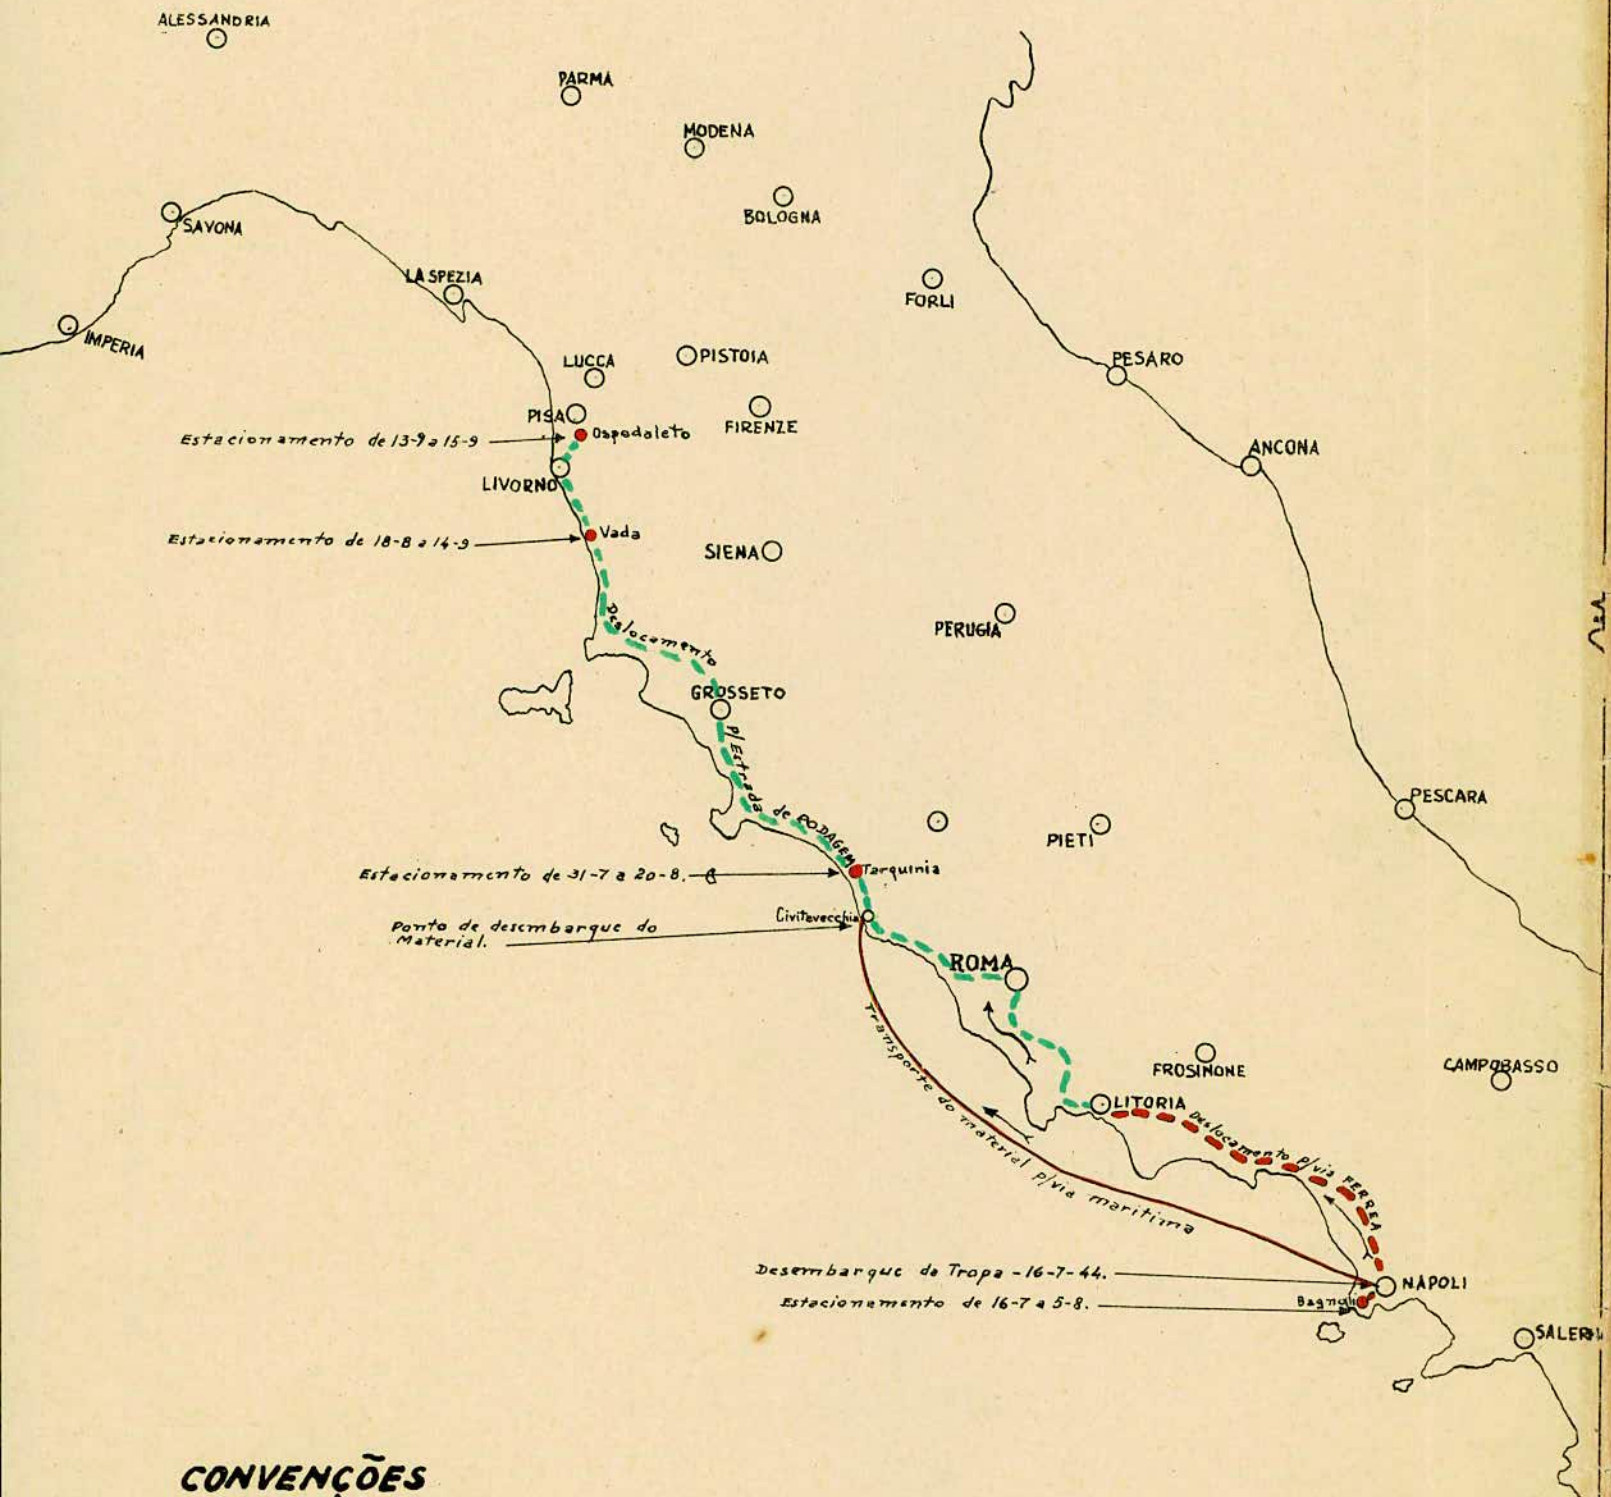 ALESSANDRIA
PARMA
MODENA
BOLOGNA
SAVONA
LA SPEZIA
FORLI
IMPERIA
LUCCA
PISTOIA
PESARO
PISA
FIRENZE
Estacionamento de 13-9 a 15-9
Ospedaleto
ANCONA
LIVORNO
Estacionamento de 18-8 a 14-9
Vada
SIENA
PERUGIA
Deslocamento
GROSSETO
p/ Estrada de RODAGEM
PESCARA
PIETI
Estacionamento de 31-7 a 20-8.
Tarquinia
Civitavecchia
Ponto de desembarque do
Material.
ROMA
Transporte do material p/via maritima
FROSINONE
CAMPOBASSO
LITORIA
Deslocamento p/via FERREA
Desembarque da Tropa - 16-7-44.
NAPOLI
Estacionamento de 16-7 a 5-8.
Bagnoli
SALER
CONVENÇÕES